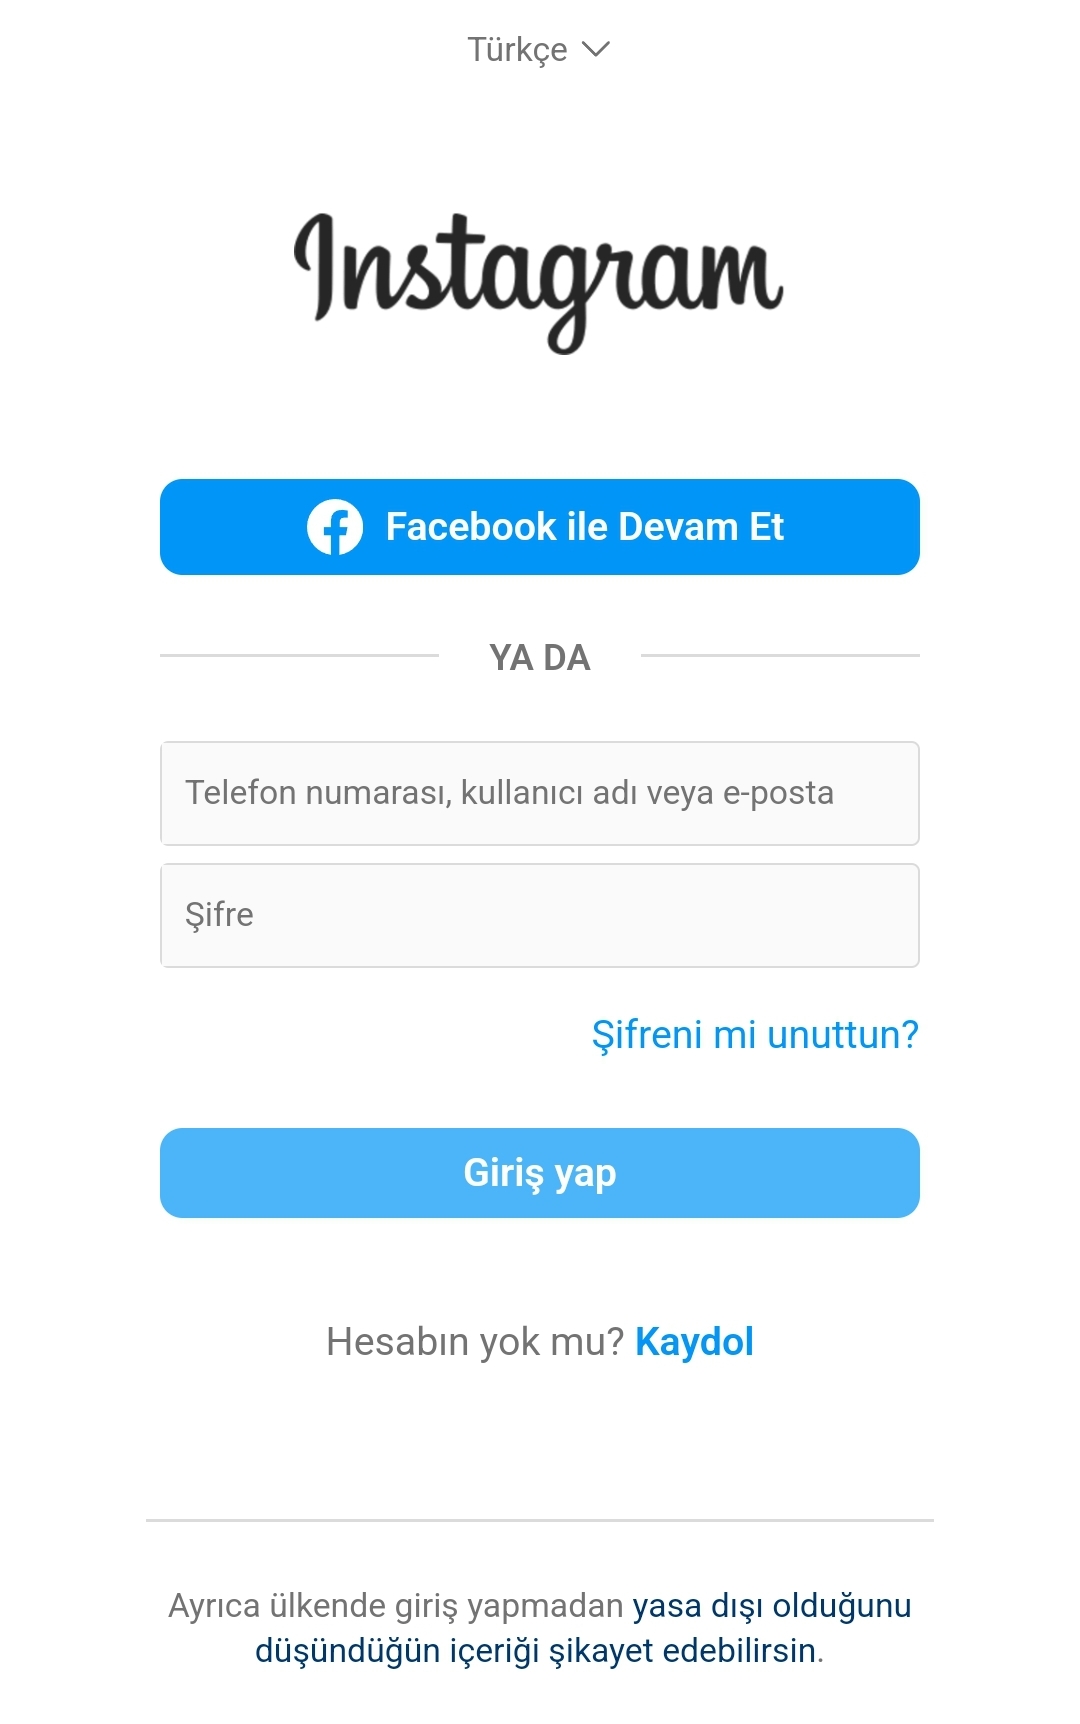 Türkçe
Instagram
Facebook ile Devam Et
YA DA
Telefon numarası, kullanıcı adı veya e-posta
Şifre
Şifreni mi unuttun?
Giriş yap
Hesabın yok mu? Kaydol
Ayrıca ülkende giriş yapmadan yasa dışı olduğunu
düşündüğün içeriği şikayet edebilirsin.